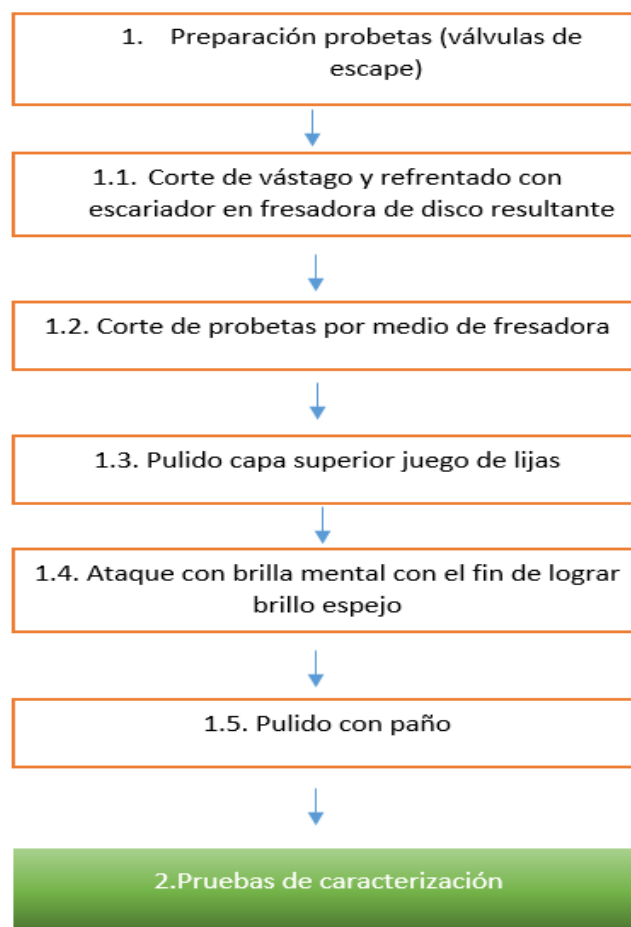 1. Preparación probetas (válvulas de
escape)
1.1. Corte de vástago y refrentado con
escariador en fresadora de disco resultante
1.2. Corte de probetas por medio de fresadora
1.3. Pulido capa superior juego de lijas
1.4. Ataque con brilla mental con el fin de lograr
brillo espejo
1.5. Pulido con paño
2.Pruebas de caracterización